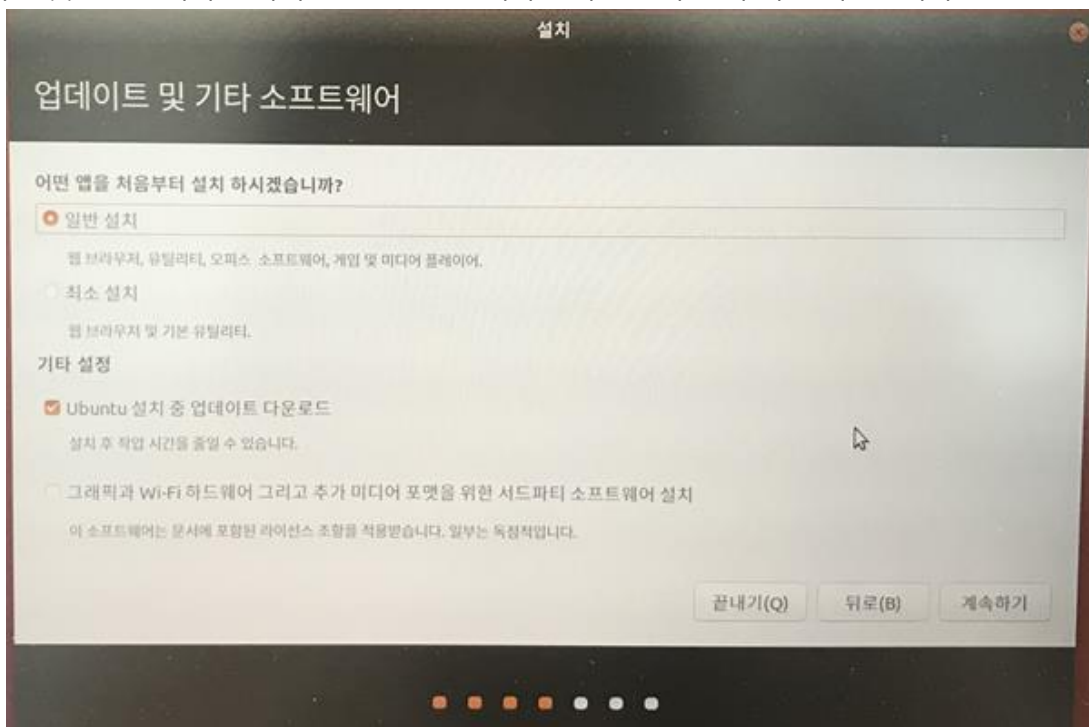 설치
업데이트 및 기타 소프트웨어
어떤 앱을 처음부터 설치 하시겠습니까?
일반 설치
웹 브라우저, 유틸리티, 오피스 소프트웨어, 게임 및 미디어 플레이어.
최소 설치
웹 브라우저 및 기본 유틸리티.
기타 설정
Ubuntu 설치 중 업데이트 다운로드
설치 후 작업 시간을 줄일 수 있습니다.
그래픽과 Wi-Fi 하드웨어 그리고 추가 미디어 포맷을 위한 서드파티 소프트웨어 설치
이 소프트웨어는 문서에 포함된 라이선스 조항을 적용받습니다. 일부는 독점적입니다.
끝내기(Q) 뒤로(B) 계속하기